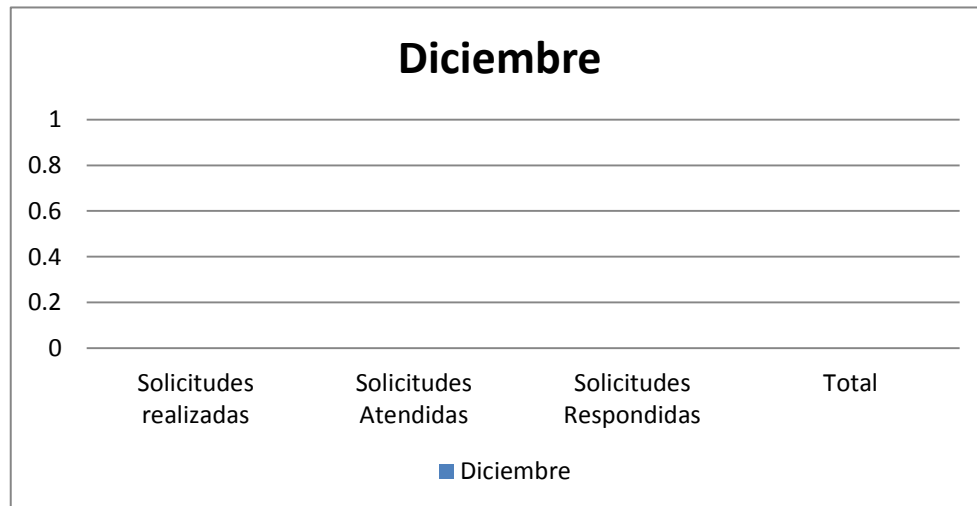 Diciembre
1
0.8
0.6
0.4
0.2
0
Solicitudes
realizadas
Solicitudes
Atendidas
Solicitudes
Respondidas
Total
Diciembre